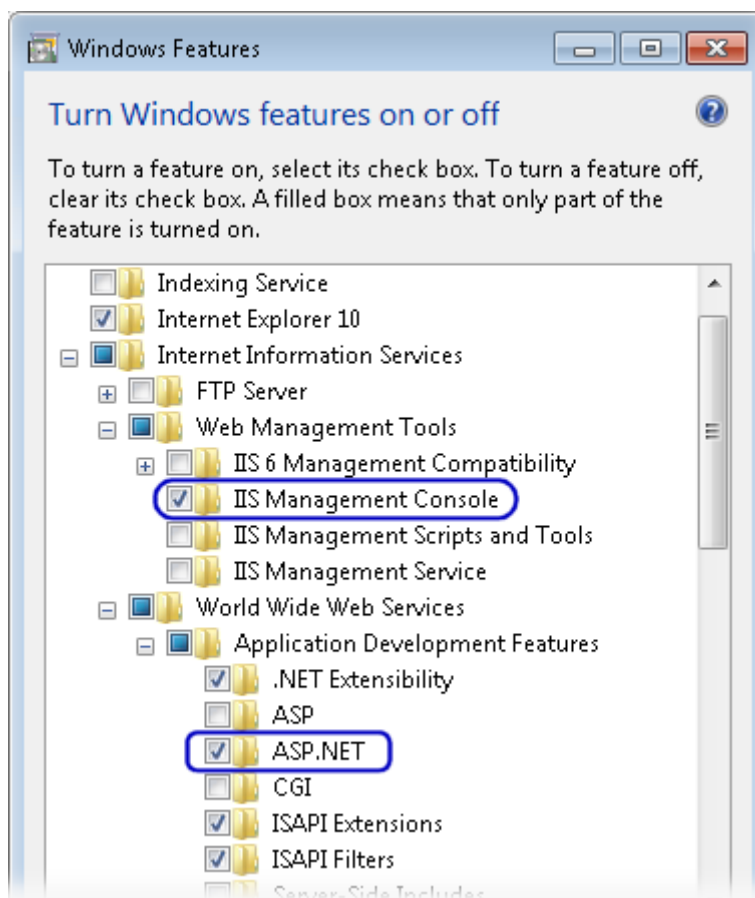 Windows Features
Turn Windows features on or off
To turn a feature on, select its check box. To turn a feature off,
clear its check box. A filled box means that only part of the
feature is turned on.
Indexing Service
Internet Explorer 10
Internet Information Services
FTP Server
Web Management Tools
IIS 6 Management Compatibility
IIS Management Console
IIS Management Scripts and Tools
IIS Management Service
World Wide Web Services
Application Development Features
.NET Extensibility
ASP
ASP.NET
CGI
ISAPI Extensions
ISAPI Filters
Server-Side Includes